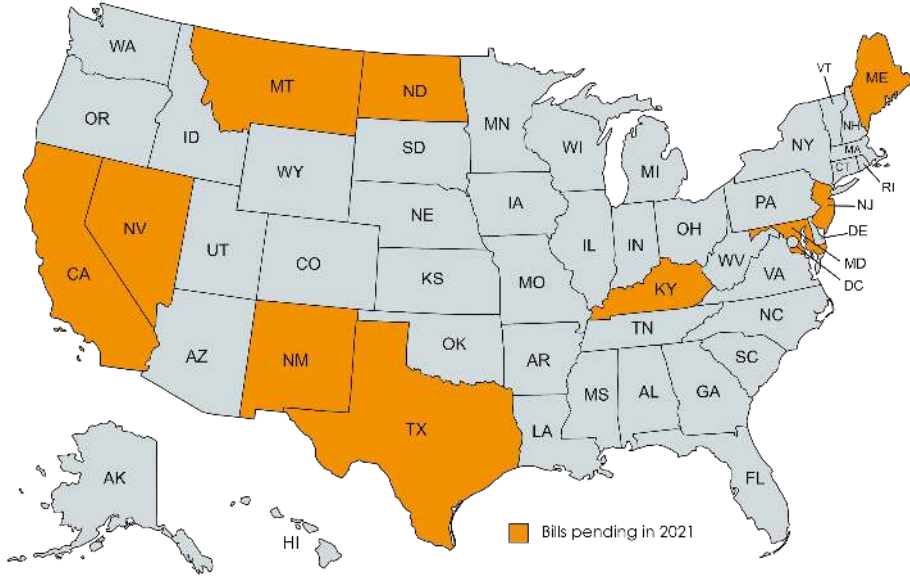 WA
MT
ND
MN
VT
ME
OR
ID
SD
WI
NH
NY
MA
WY
MI
CT
RI
NE
IA
PA
NJ
NV
OH
IL
IN
DE
UT
CO
MD
CA
KS
MO
WV
VA
DC
KY
NC
TN
OK
AZ
NM
AR
SC
MS
AL
GA
TX
LA
AK
FL
HI
Bills pending in 2021